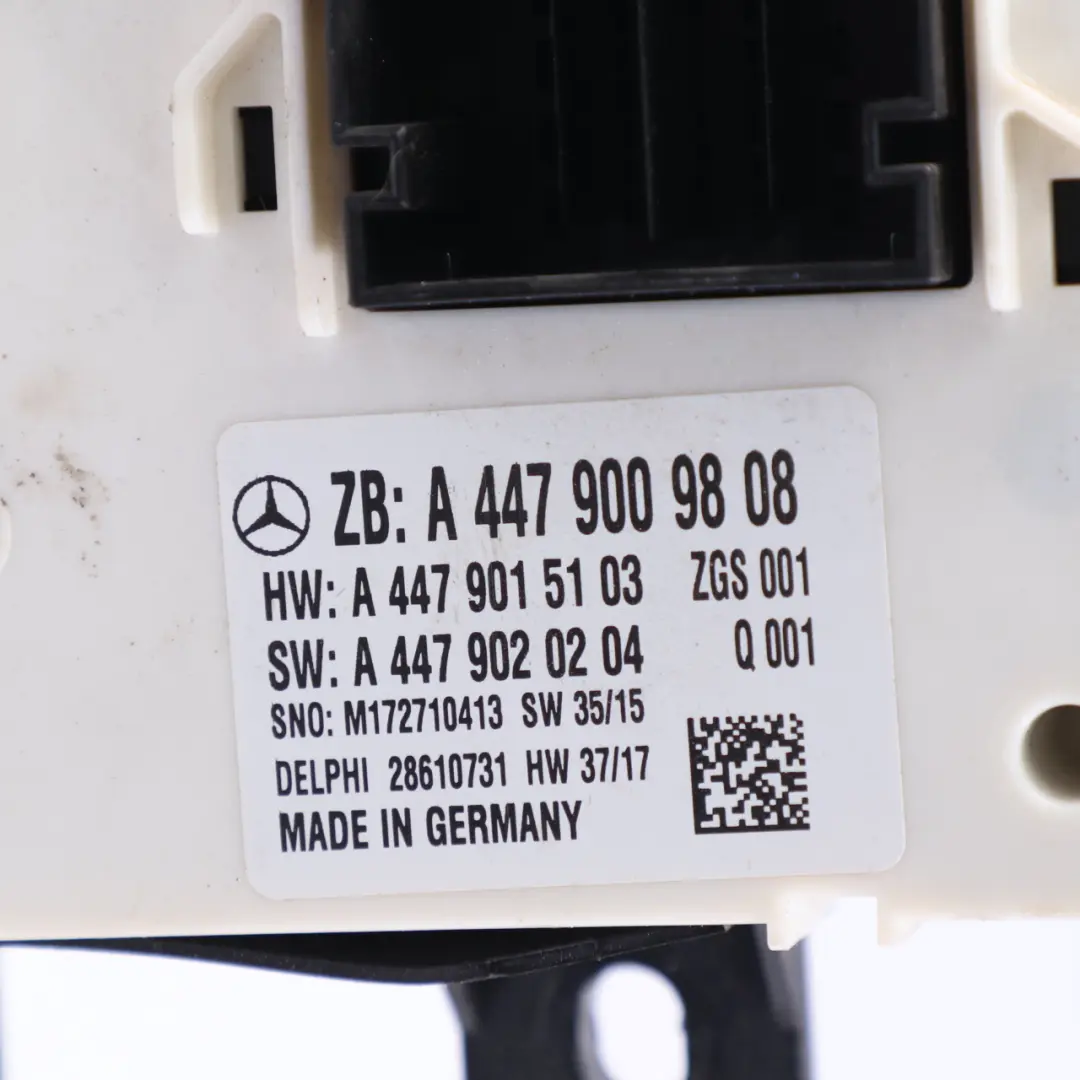 ZB: A 447 900 98 08
HW: A 447 901 51 03 ZGS 001
SW: A 447 902 02 04 Q 001
SNO: M172710413 SW 35/15
DELPHI 28610731 HW 37/17
MADE IN GERMANY